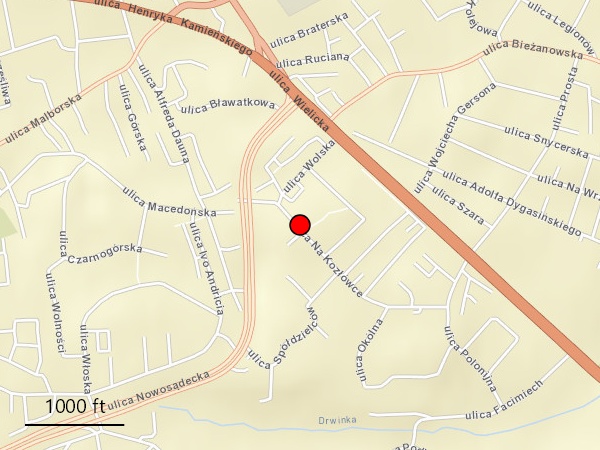 ulica Henryka Kamieńskiego
ulica Braterska
Kolejowa
ulica Legionów
ulica Ruciana
ulica Bieżanowska
ulica Wielicka
ulica Malborska
ulica Alfreda Dauna
ulica Górska
ulica Bławatkowa
ulica Wojciecha Gersona
ulica Prosta
ulica Snycerska
ulica Wolska
ulica Adolfa Dygasińskiego
ulica Na Wrz
ulica Szara
ulica Macedońska
ulica Czarnogórska
ulica Ivo Andricia
Na Kozłówce
ulica Wolności
ulica Włoska
ulica Spółdzielców
ulica Okólna
ulica Polonijna
ulica Facimiech
ulica Nowosądecka
1000 ft
Drwinka